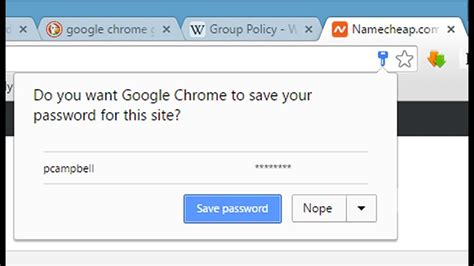 google chrome
Group Policy - W
Namecheap.com
Do you want Google Chrome to save your
password for this site?
pcampbell
********
Save password
Nope